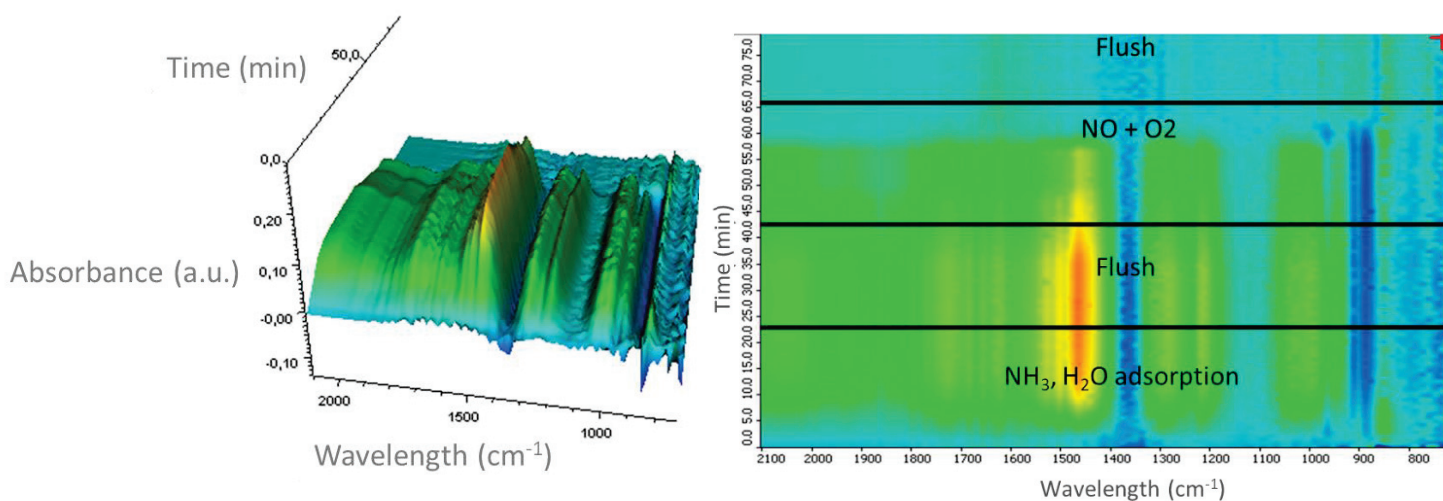 Time (min)
50,0
0,0
0,20
0,10
-0,00
-0,10
Absorbance (a.u.)
2000
1500
1000
Wavelength (cm⁻¹)
Time (min)
75.0
70.0
65.0
60.0
55.0
50.0
45.0
40.0
35.0
30.0
25.0
20.0
15.0
10.0
5.0
0.0
Flush
NO + O2
Flush
NH₃, H₂O adsorption
2100 2000 1900 1800 1700 1600 1500 1400 1300 1200 1100 1000 900 800
Wavelength (cm⁻¹)